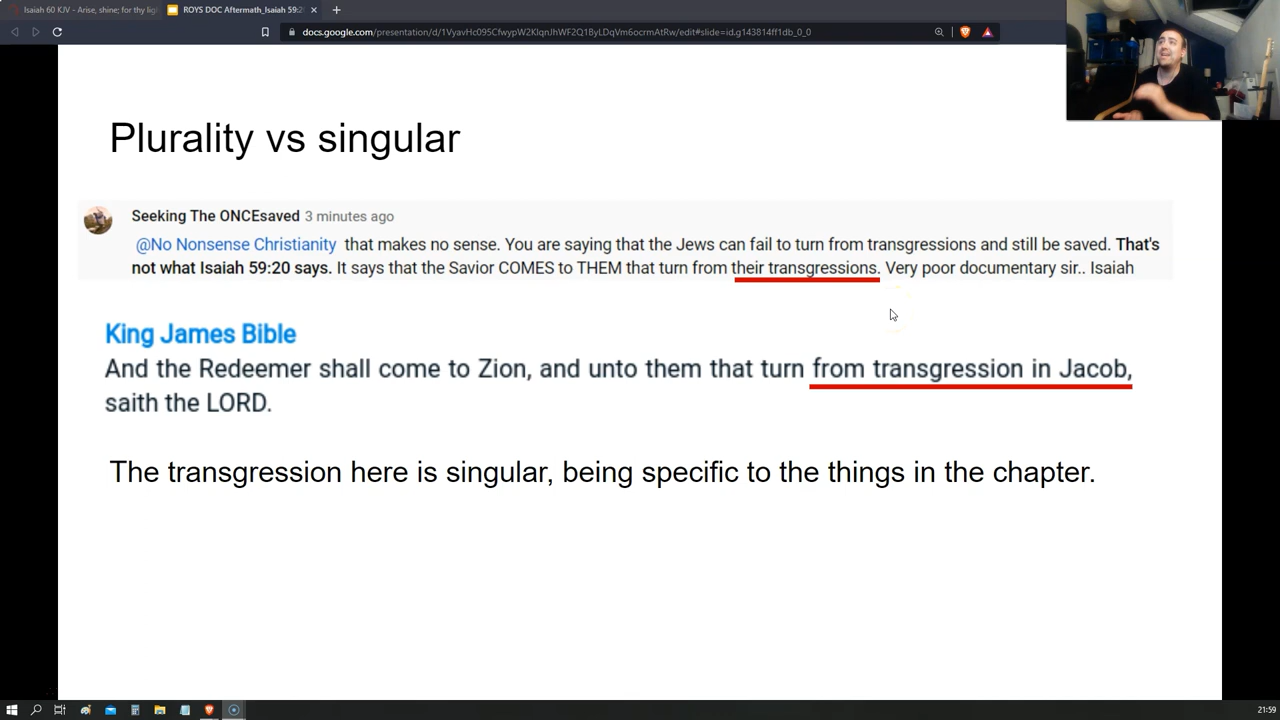 Isaiah 60 KJV - Arise, shine; for thy lig
ROYS DOC Aftermath_Isaiah 59:2
docs.google.com/presentation/d/1VyavHc095CfwypW2KlqnJhWF2Q1ByLDqVm6ocrmAtRw/edit#slide=id.g143814ff1db_0_0
Plurality vs singular
Seeking The ONCEsaved 3 minutes ago
@No Nonsense Christianity that makes no sense. You are saying that the Jews can fail to turn from transgressions and still be saved. That's
not what Isaiah 59:20 says. It says that the Savior COMES to THEM that turn from their transgressions. Very poor documentary sir.. Isaiah
King James Bible
And the Redeemer shall come to Zion, and unto them that turn from transgression in Jacob,
saith the LORD.
The transgression here is singular, being specific to the things in the chapter.
21:59